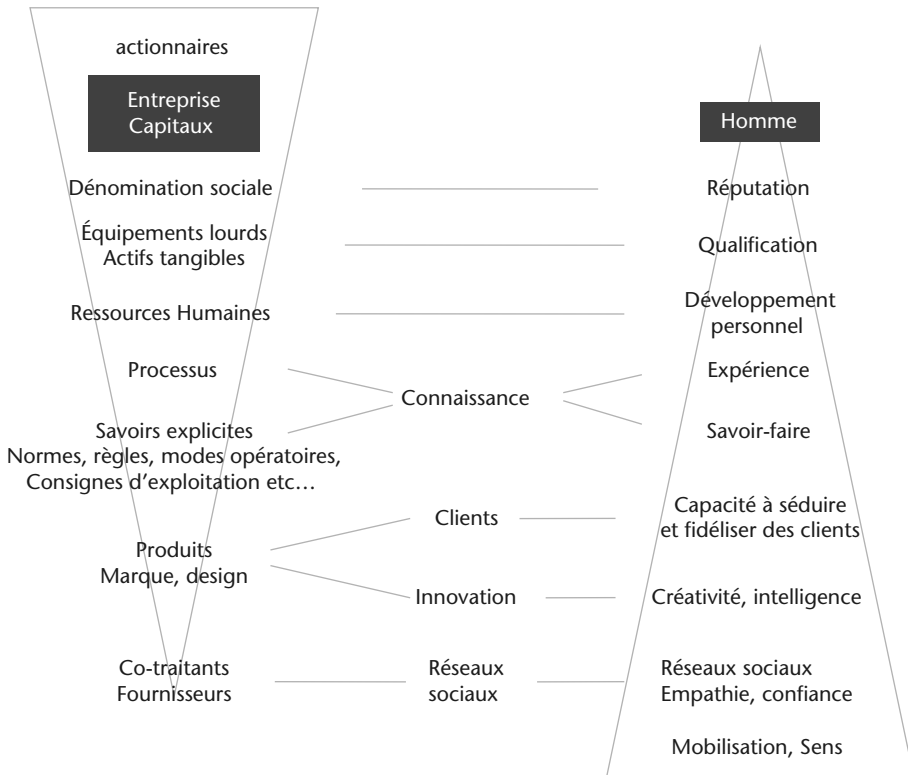 actionnaires
Entreprise
Capitaux
Homme
Dénomination sociale
Réputation
Équipements lourds
Actifs tangibles
Qualification
Ressources Humaines
Développement
personnel
Processus
Connaissance
Expérience
Savoirs explicites
Normes, règles, modes opératoires,
Consignes d’exploitation etc…
Savoir-faire
Clients
Capacité à séduire
et fidéliser des clients
Produits
Marque, design
Innovation
Créativité, intelligence
Co-traitants
Fournisseurs
Réseaux
sociaux
Réseaux sociaux
Empathie, confiance
Mobilisation, Sens